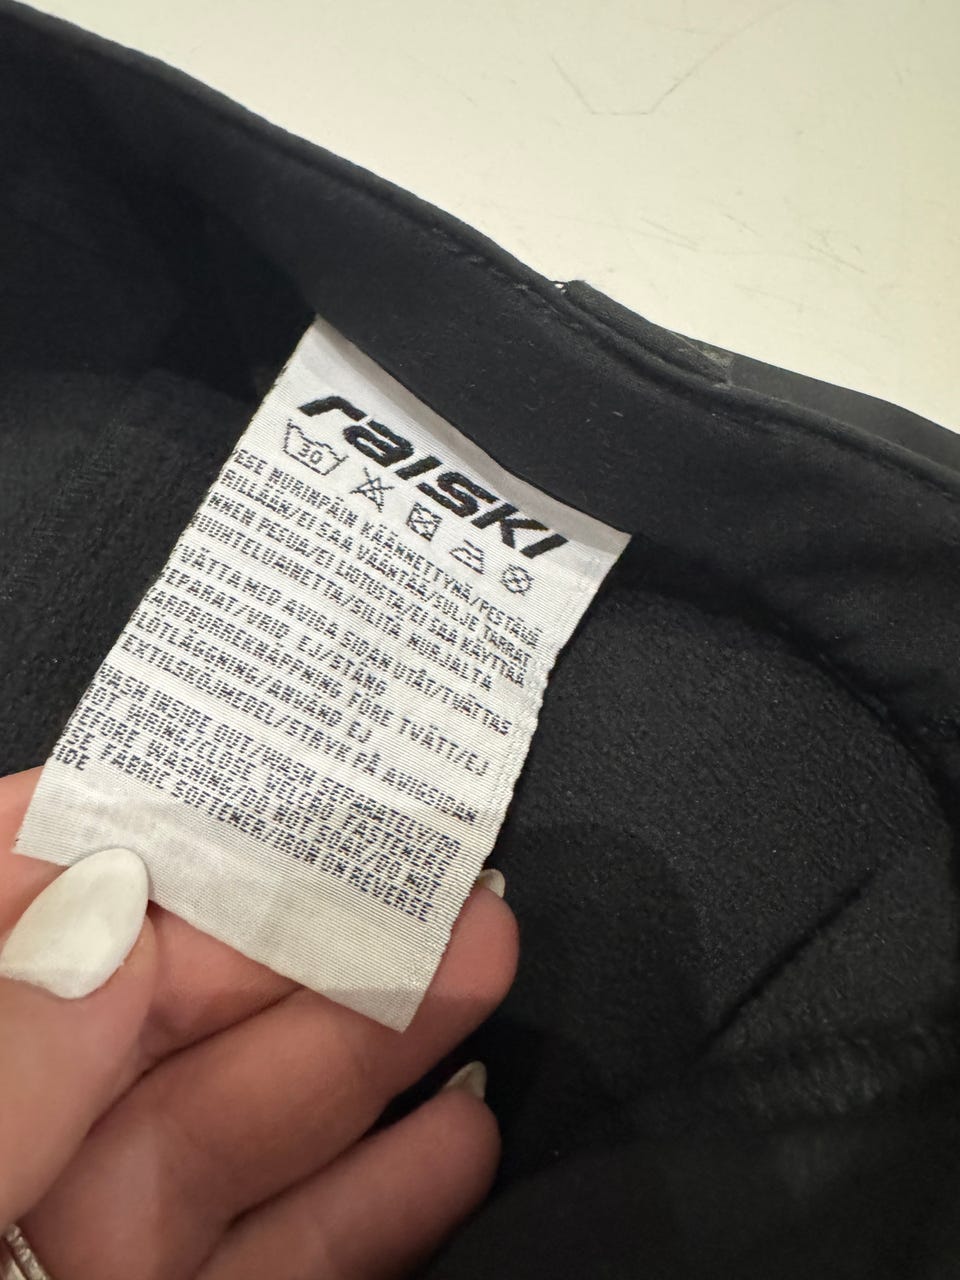 raiski
30
PESE NURINPÄIN KÄÄNNETTYNÄ/PESTÄVÄ
ERILLÄÄN/EI SAA VÄÄNTÄÄ/SULJE TARRAT
ENNEN PESUA/EI LIOTUSTA/EI SAA KÄYTTÄÄ
HUUHTELUAINETTA/SILITÄ NURJALTA
TVÄTTA MED AVIGA SIDAN UTÅT/TVÄTTAS
SEPARAT/VRID EJ/STÄNG
KARDBORREKNÄPPNING FÖRE TVÄTT/EJ
BLÖTLÄGGNING/ANVÄND EJ
TEXTILSKÖJMEDEL/STRYK PÅ AVIGSIDAN
WASH INSIDE OUT/WASH SEPARATELY/DO
NOT WRING/CLOSE VELCRO FASTENERS
BEFORE WASHING/DO NOT SOAK/DO NOT
USE FABRIC SOFTENER/IRON ON REVERSE
SIDE